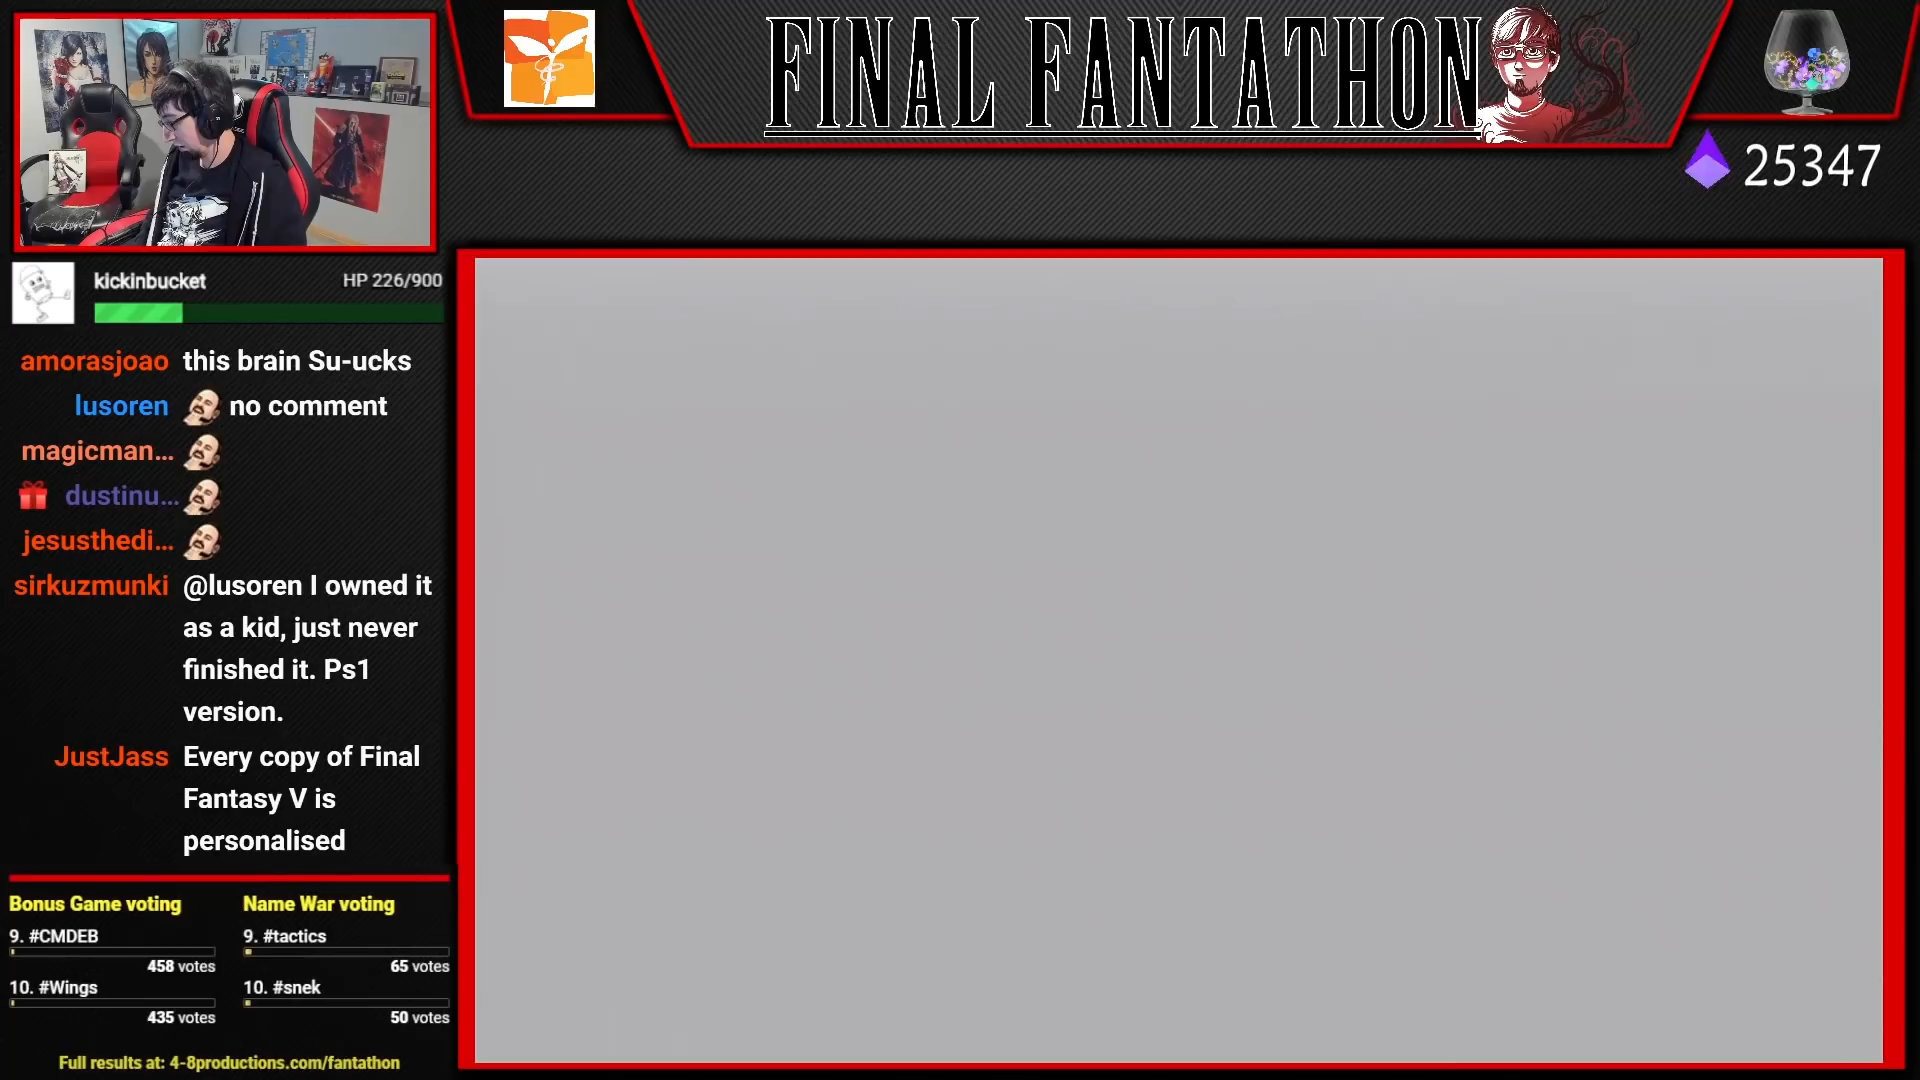 FINAL FANTATHON
25347
kickinbucket HP 226/900
amorasjoao this brain Su-ucks
lusoren no comment
magicman...
dustinu...
jesusthedi...
sirkuzmunki @lusoren I owned it
as a kid, just never
finished it. Ps1
version.
JustJass Every copy of Final
Fantasy V is
personalised
Bonus Game voting Name War voting
9. #CMDEB 9. #tactics
458 votes 65 votes
10. #Wings 10. #snek
435 votes 50 votes
Full results at: 4-8productions.com/fantathon